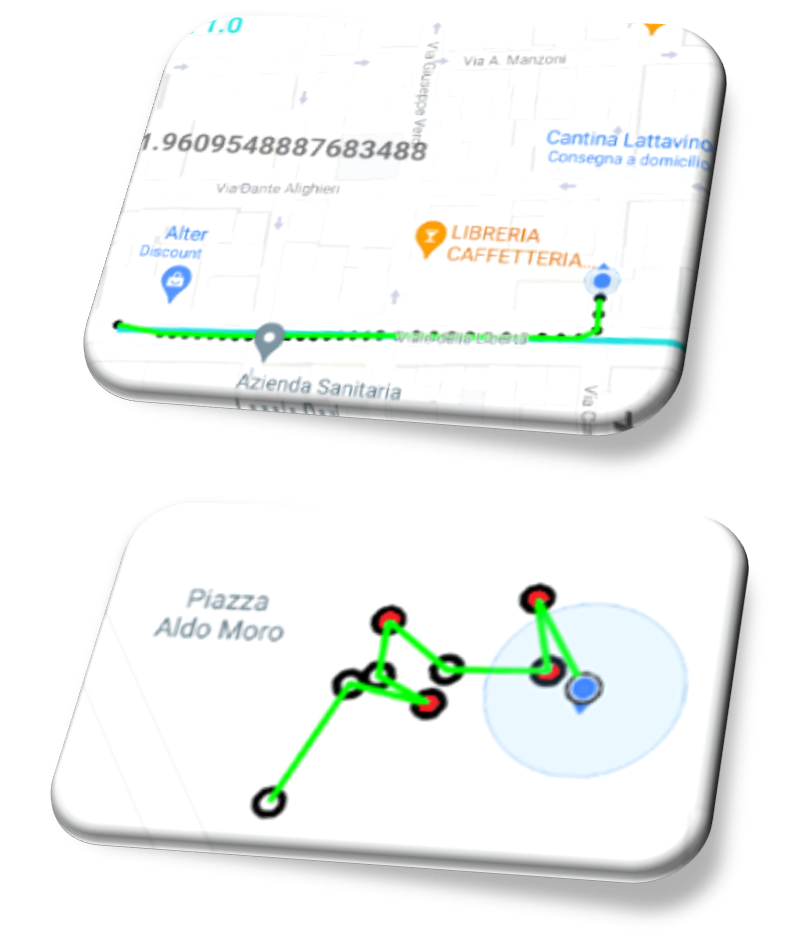 1.0
Via A. Manzoni
Via Giuseppe Verdi
1.9609548887683488
Cantina Lattavino
Consegna a domicilio
Via Dante Alighieri
Alter
Discount
LIBRERIA
CAFFETTERIA...
Viale della Libertà
Azienda Sanitaria
Via
Piazza
Aldo Moro